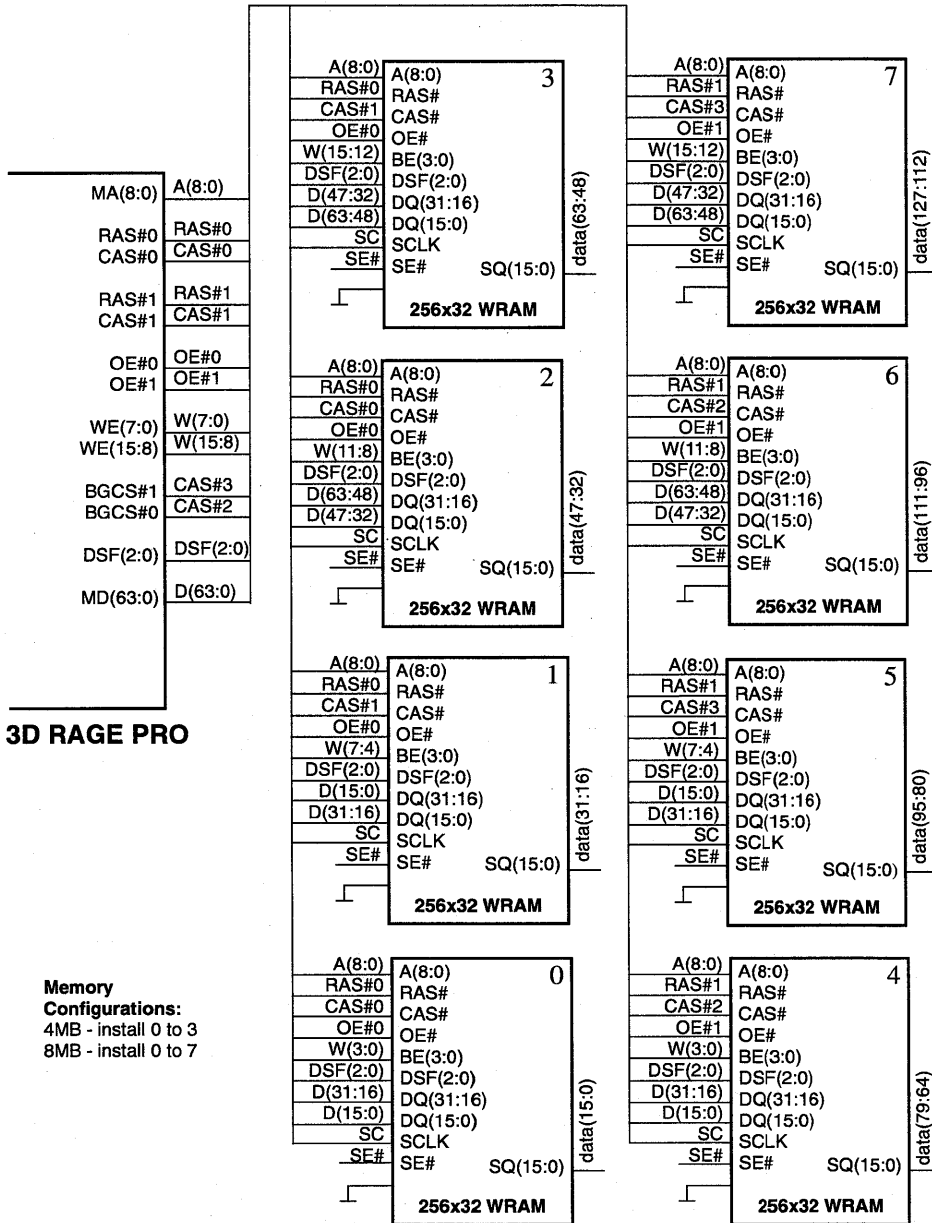 MA(8:0) A(8:0)
RAS#0 RAS#0
CAS#0 CAS#0
RAS#1 RAS#1
CAS#1 CAS#1
OE#0 OE#0
OE#1 OE#1
WE(7:0) W(7:0)
WE(15:8) W(15:8)
BGCS#1 CAS#3
BGCS#0 CAS#2
DSF(2:0) DSF(2:0)
MD(63:0) D(63:0)
3D RAGE PRO
Memory
Configurations:
4MB - install 0 to 3
8MB - install 0 to 7
A(8:0) A(8:0) 3
RAS#0 RAS#
CAS#1 CAS#
OE#0 OE#
W(15:12) BE(3:0)
DSF(2:0) DSF(2:0)
D(47:32) DQ(31:16)
D(63:48) DQ(15:0)
SC SCLK
SE# SE# SQ(15:0)
data(63:48)
256x32 WRAM
A(8:0) A(8:0) 2
RAS#0 RAS#
CAS#0 CAS#
OE#0 OE#
W(11:8) BE(3:0)
DSF(2:0) DSF(2:0)
D(63:48) DQ(31:16)
D(47:32) DQ(15:0)
SC SCLK
SE# SE# SQ(15:0)
data(47:32)
256x32 WRAM
A(8:0) A(8:0) 1
RAS#0 RAS#
CAS#1 CAS#
OE#0 OE#
W(7:4) BE(3:0)
DSF(2:0) DSF(2:0)
D(15:0) DQ(31:16)
D(31:16) DQ(15:0)
SC SCLK
SE# SE# SQ(15:0)
data(31:16)
256x32 WRAM
A(8:0) A(8:0) 0
RAS#0 RAS#
CAS#0 CAS#
OE#0 OE#
W(3:0) BE(3:0)
DSF(2:0) DSF(2:0)
D(31:16) DQ(31:16)
D(15:0) DQ(15:0)
SC SCLK
SE# SE# SQ(15:0)
data(15:0)
256x32 WRAM
A(8:0) A(8:0) 7
RAS#1 RAS#
CAS#3 CAS#
OE#1 OE#
W(15:12) BE(3:0)
DSF(2:0) DSF(2:0)
D(47:32) DQ(31:16)
D(63:48) DQ(15:0)
SC SCLK
SE# SE# SQ(15:0)
data(127:112)
256x32 WRAM
A(8:0) A(8:0) 6
RAS#1 RAS#
CAS#2 CAS#
OE#1 OE#
W(11:8) BE(3:0)
DSF(2:0) DSF(2:0)
D(63:48) DQ(31:16)
D(47:32) DQ(15:0)
SC SCLK
SE# SE# SQ(15:0)
data(111:96)
256x32 WRAM
A(8:0) A(8:0) 5
RAS#1 RAS#
CAS#3 CAS#
OE#1 OE#
W(7:4) BE(3:0)
DSF(2:0) DSF(2:0)
D(15:0) DQ(31:16)
D(31:16) DQ(15:0)
SC SCLK
SE# SE# SQ(15:0)
data(95:80)
256x32 WRAM
A(8:0) A(8:0) 4
RAS#1 RAS#
CAS#2 CAS#
OE#1 OE#
W(3:0) BE(3:0)
DSF(2:0) DSF(2:0)
D(31:16) DQ(31:16)
D(15:0) DQ(15:0)
SC SCLK
SE# SE# SQ(15:0)
data(79:64)
256x32 WRAM